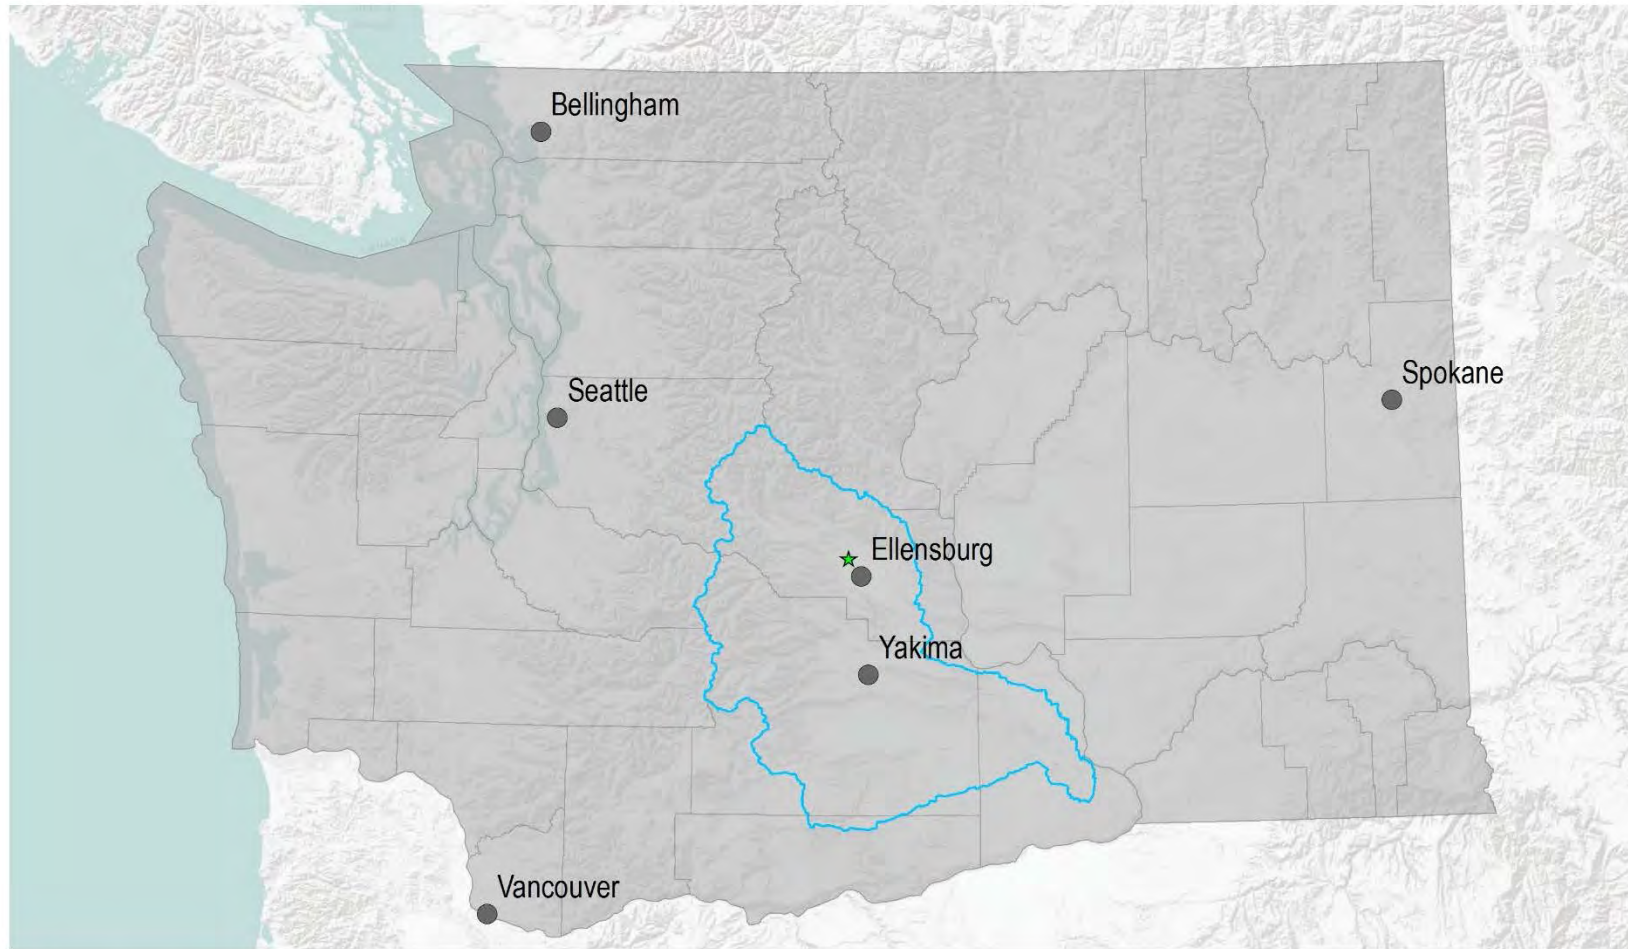 Bellingham
Spokane
Seattle
Ellensburg
Yakima
Vancouver